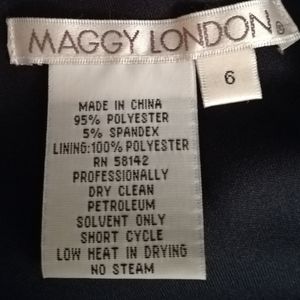 MAGGY LONDON®
6
MADE IN CHINA
95% POLYESTER
5% SPANDEX
LINING:100% POLYESTER
RN 58142
PROFESSIONALLY
DRY CLEAN
PETROLEUM
SOLVENT ONLY
SHORT CYCLE
LOW HEAT IN DRYING
NO STEAM